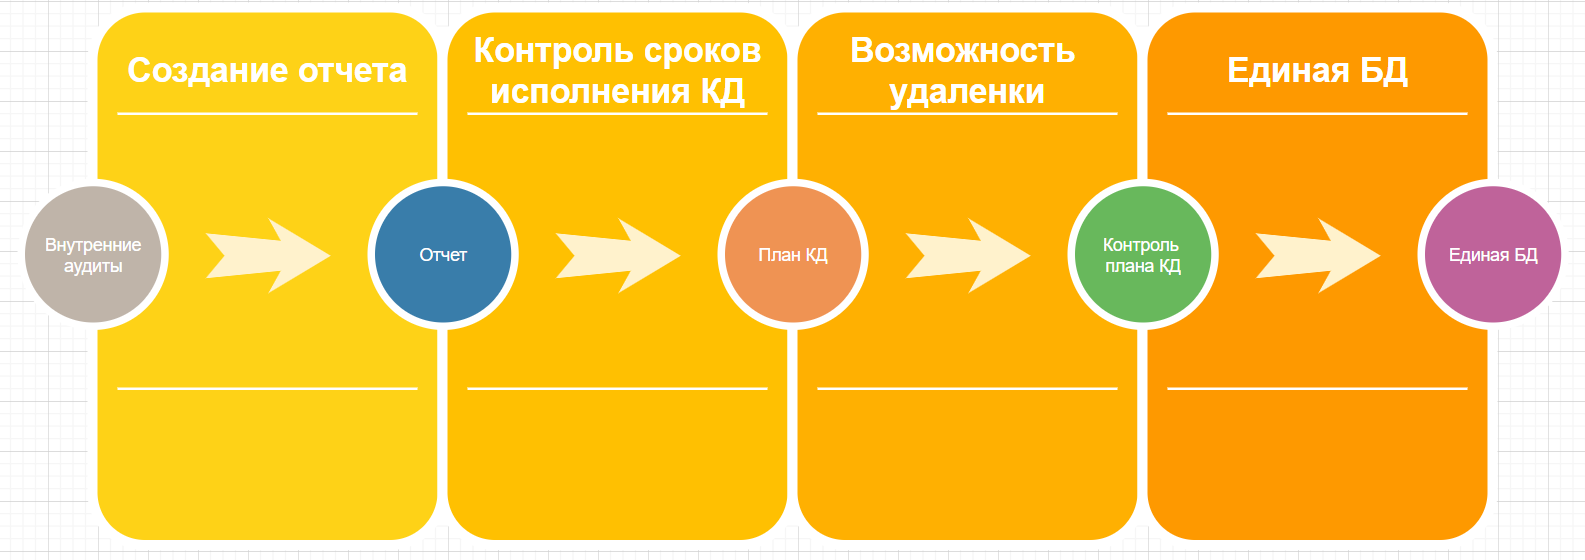 Создание отчета
Контроль сроков
исполнения КД
Возможность
удаленки
Единая БД
Внутренние
аудиты
Отчет
План КД
Контроль
плана КД
Единая БД